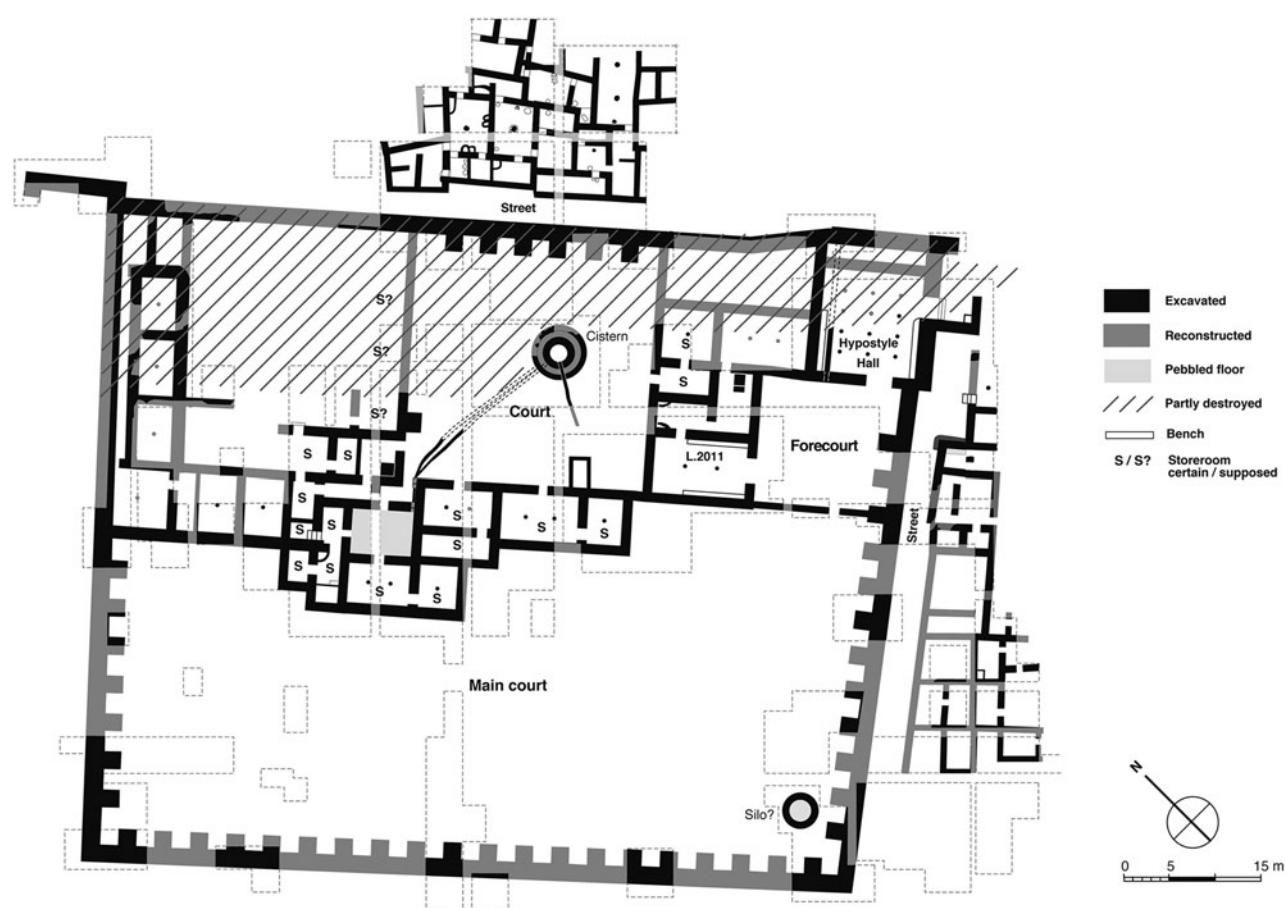 Street
S?
S?
S?
Cistern
Hypostyle
Hall
S
S
Court
Forecourt
L.2011
S
S
S
S
S
S
S
S
S
S
S
S
S
Street
Main court
Silo?
Excavated
Reconstructed
Pebbled floor
Partly destroyed
Bench
S / S? Storeroom
certain / supposed
N
0 5 15 m